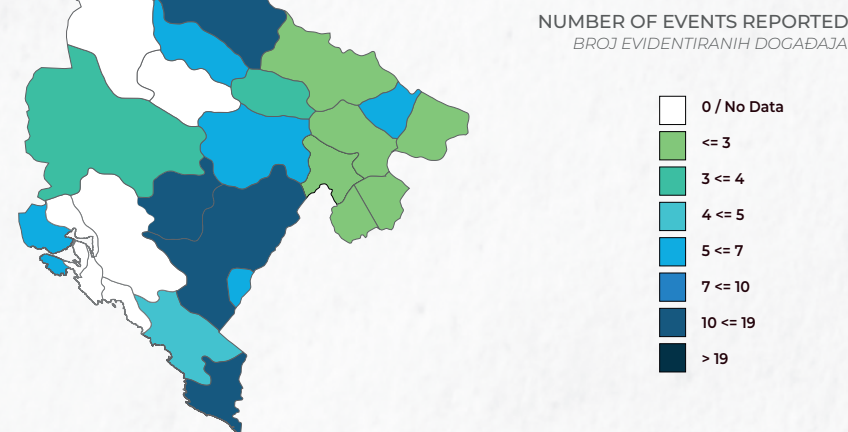 NUMBER OF EVENTS REPORTED
BROJ EVIDENTIRANIH DOGAĐAJA
0 / No Data
<= 3
3 <= 4
4 <= 5
5 <= 7
7 <= 10
10 <= 19
> 19